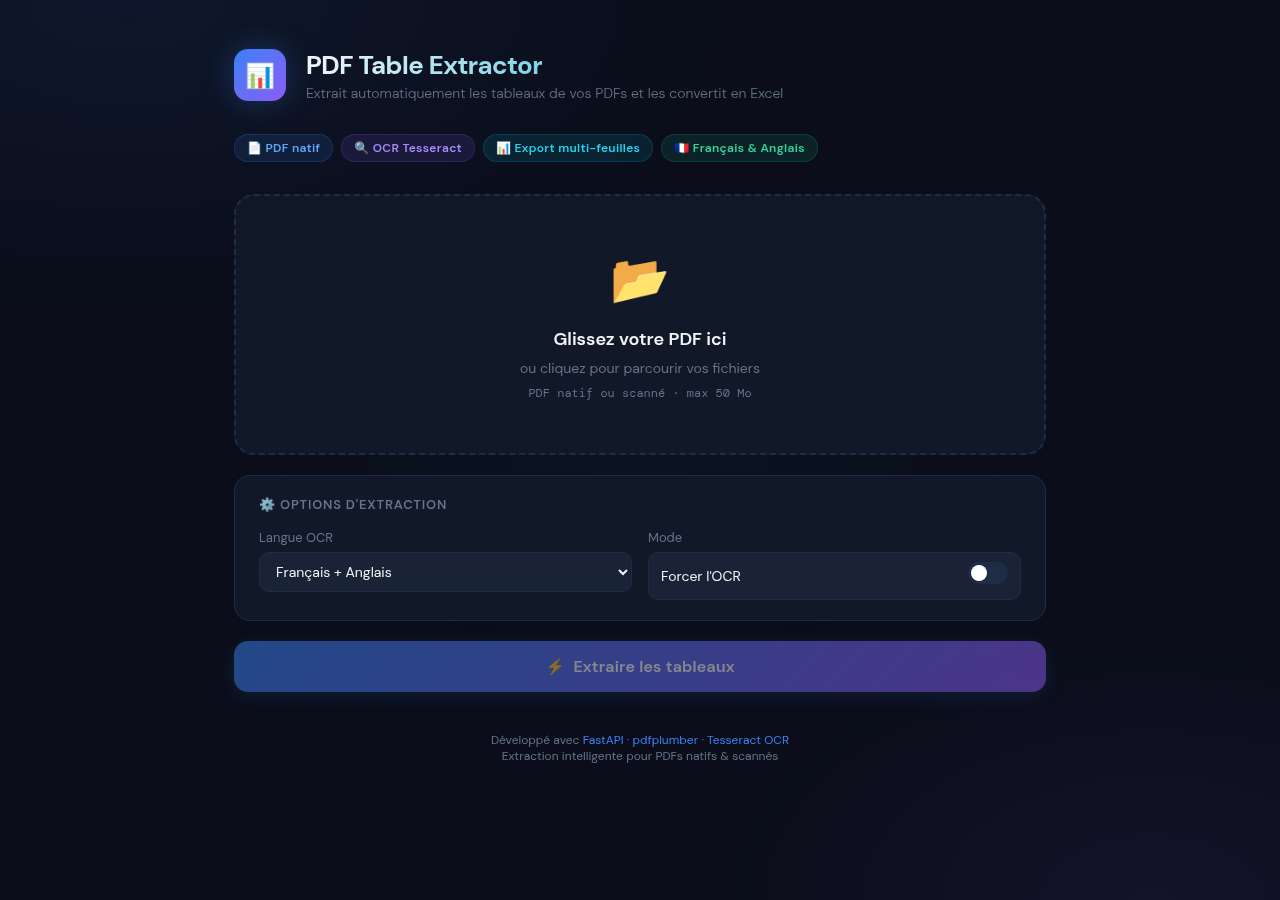 PDF Table Extractor
Extrait automatiquement les tableaux de vos PDFs et les convertit en Excel
PDF natif
OCR Tesseract
Export multi-feuilles
Français & Anglais
Glissez votre PDF ici
ou cliquez pour parcourir vos fichiers
PDF natif ou scanné · max 50 Mo
OPTIONS D'EXTRACTION
Langue OCR
Mode
Français + Anglais
Forcer l'OCR
Extraire les tableaux
Développé avec FastAPI · pdfplumber · Tesseract OCR
Extraction intelligente pour PDFs natifs & scannés